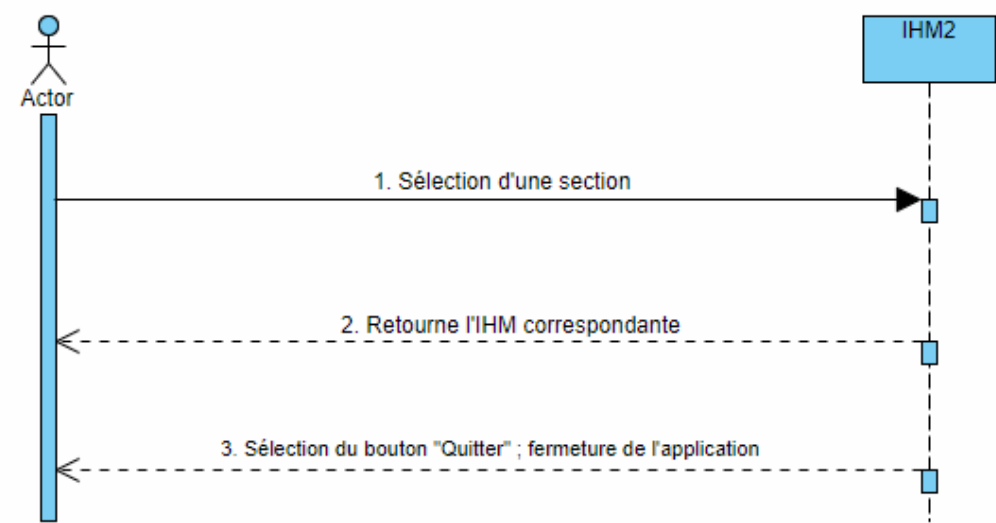 IHM2
Actor
1. Sélection d'une section
2. Retourne l'IHM correspondante
3. Sélection du bouton "Quitter" ; fermeture de l'application